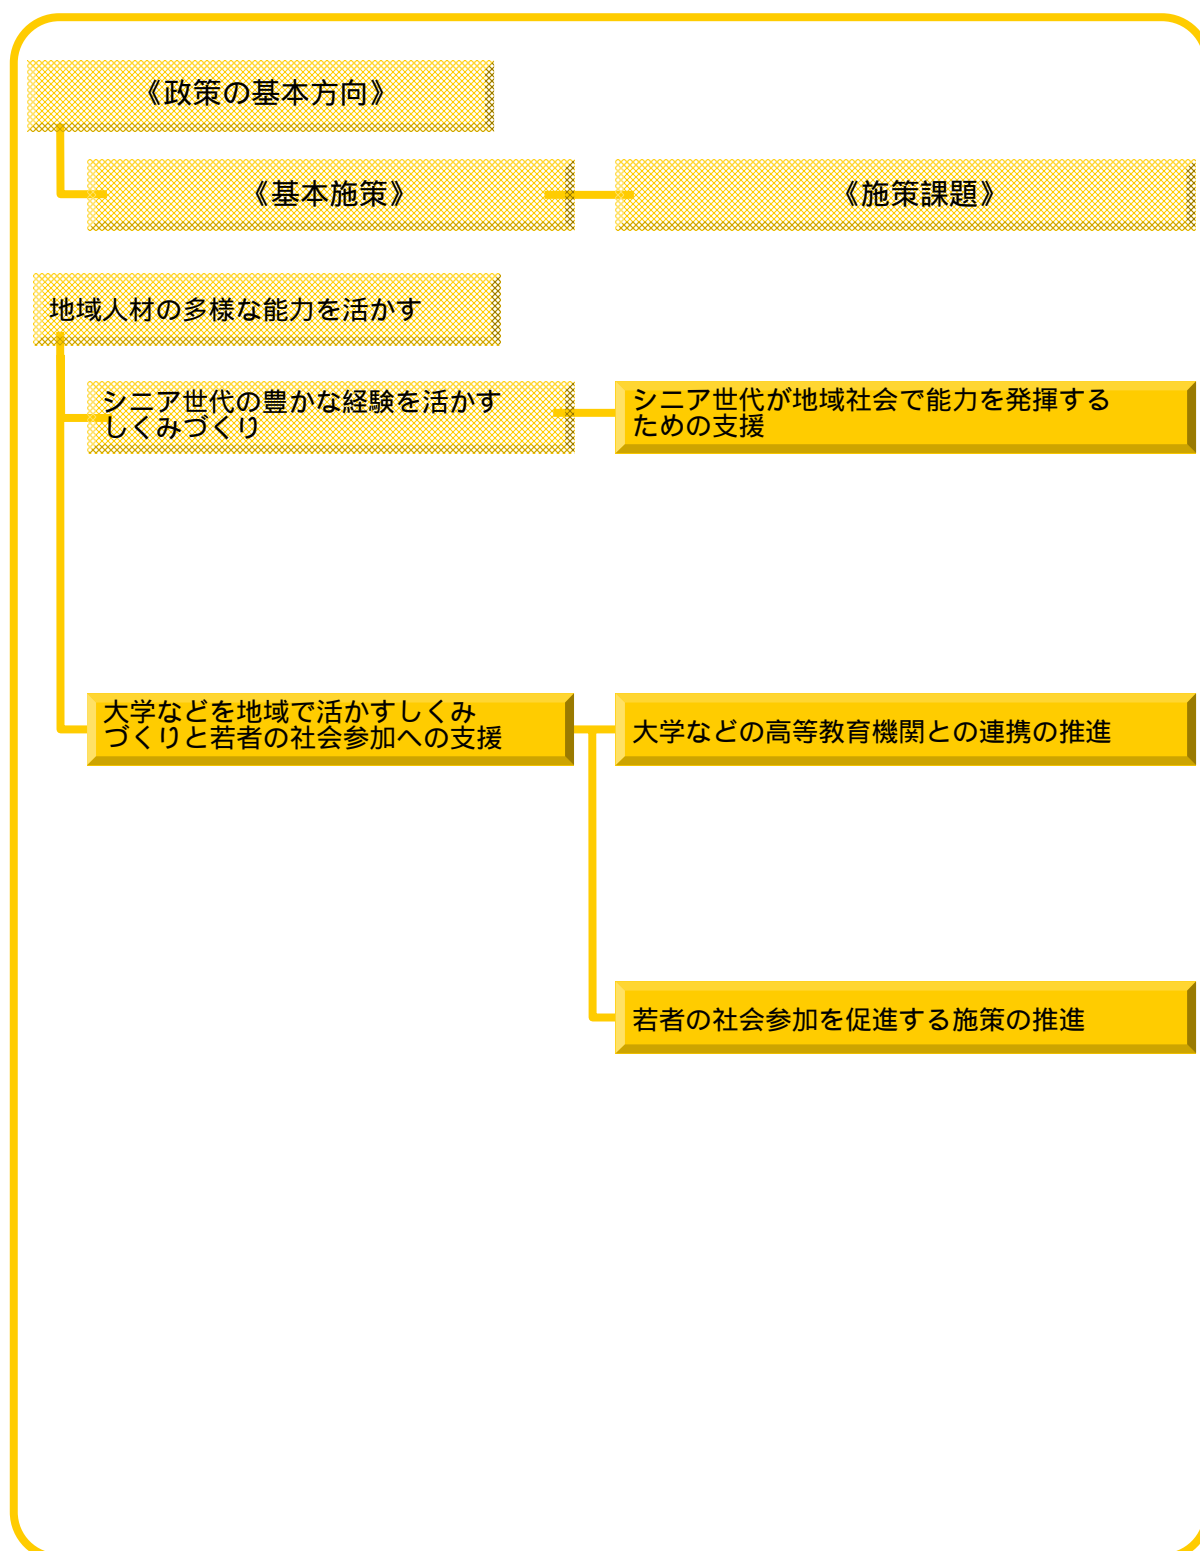 《政策の基本方向》
《基本施策》
《施策課題》
地域人材の多様な能力を活かす
シニア世代の豊かな経験を活かす
しくみづくり
シニア世代が地域社会で能力を発揮する
ための支援
大学などを地域で活かすしくみ
づくりと若者の社会参加への支援
大学などの高等教育機関との連携の推進
若者の社会参加を促進する施策の推進